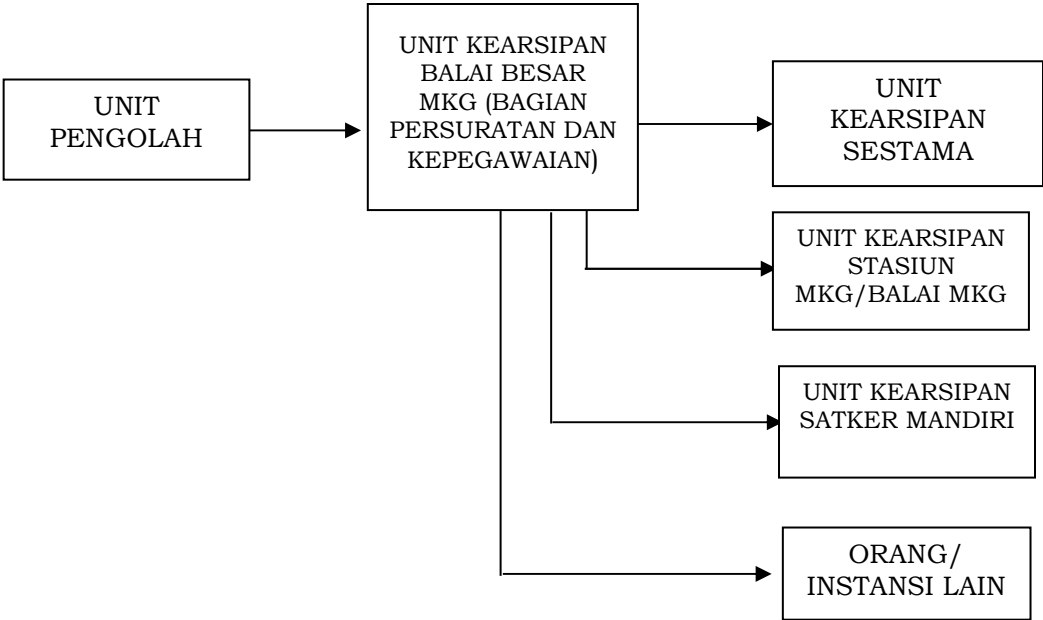 UNIT
PENGOLAH
UNIT KEARSIPAN
BALAI BESAR
MKG (BAGIAN
PERSURATAN DAN
KEPEGAWAIAN)
UNIT
KEARSIPAN
SESTAMA
UNIT KEARSIPAN
STASIUN
MKG/BALAI MKG
UNIT KEARSIPAN
SATKER MANDIRI
ORANG/
INSTANSI LAIN